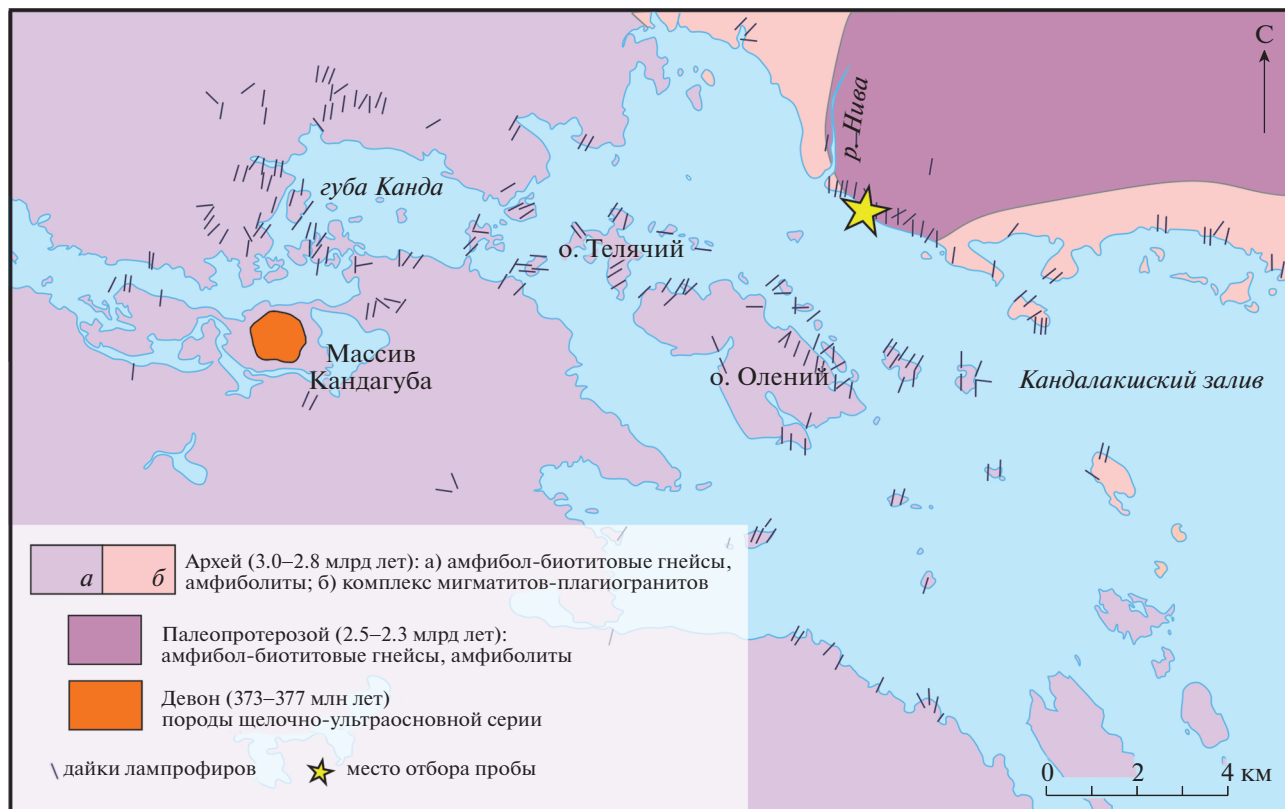 С
р. Нива
губа Канда
о. Телячий
Массив
Кандагуба
о. Олений
Кандалакшский залив
а
б
Архей (3.0–2.8 млрд лет): а) амфибол-биотитовые гнейсы,
амфиболиты; б) комплекс мигматитов-плагиогранитов
Палеопротерозой (2.5–2.3 млрд лет):
амфибол-биотитовые гнейсы, амфиболиты
Девон (373–377 млн лет)
породы щелочно-ультраосновной серии
дайки лампрофиров
место отбора пробы
0 2 4 км